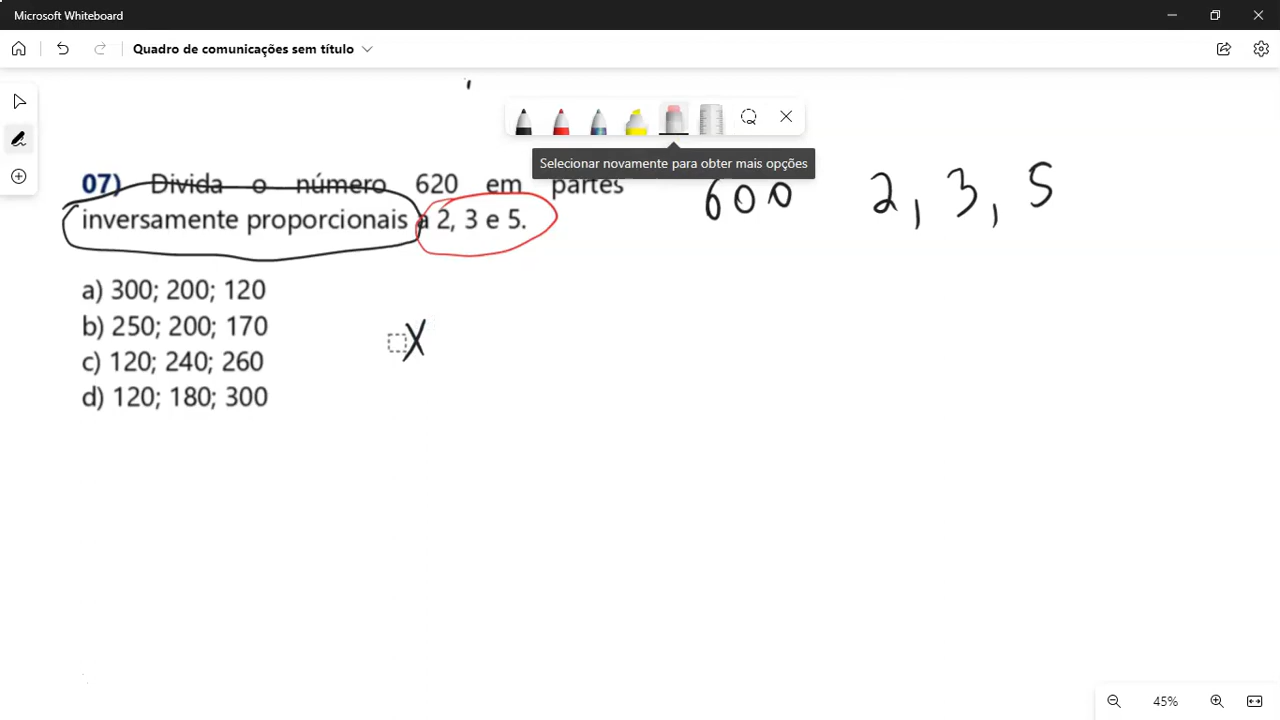 Microsoft Whiteboard
Quadro de comunicações sem título
Selecionar novamente para obter mais opções
07) Divida o número 620 em partes
inversamente proporcionais a 2, 3 e 5.
600 2, 3, 5
a) 300; 200; 120
b) 250; 200; 170
c) 120; 240; 260
d) 120; 180; 300
X
45%